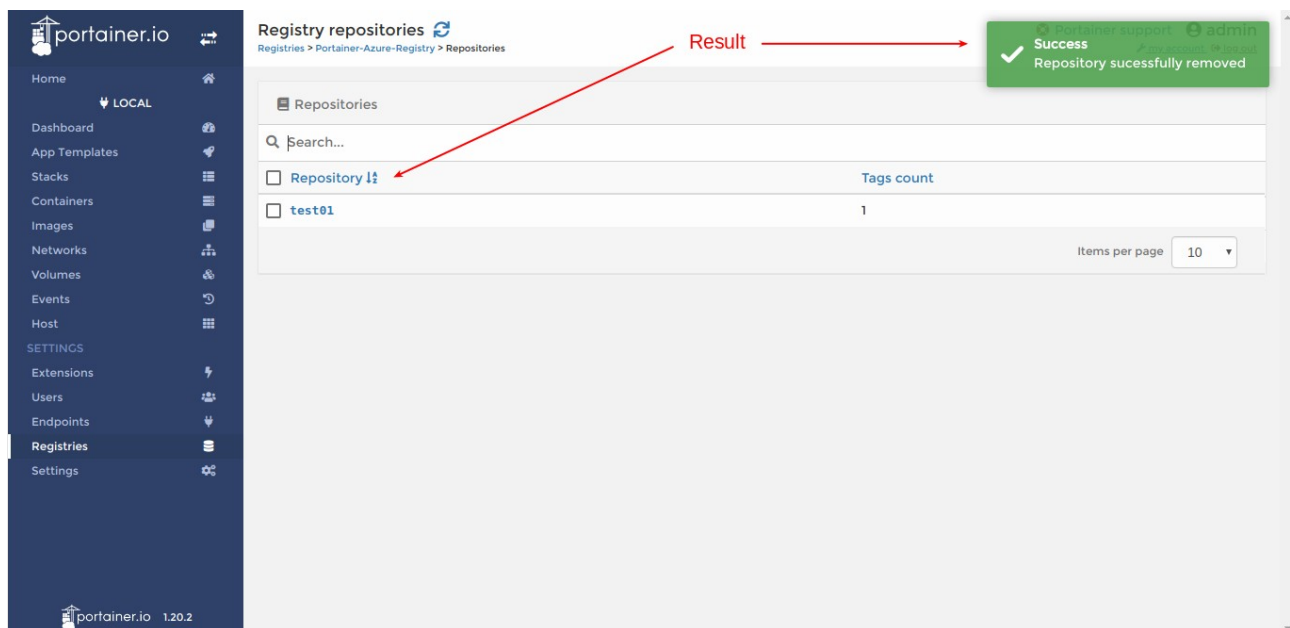 portainer.io
Home
LOCAL
Dashboard
App Templates
Stacks
Containers
Images
Networks
Volumes
Events
Host
SETTINGS
Extensions
Users
Endpoints
Registries
Settings
portainer.io 1.20.2
Registry repositories
Registries > Portainer-Azure-Registry > Repositories
Result
Portainer support admin
my account log out
Success
Repository sucessfully removed
Repositories
Search...
Repository Tags count
test01 1
Items per page 10